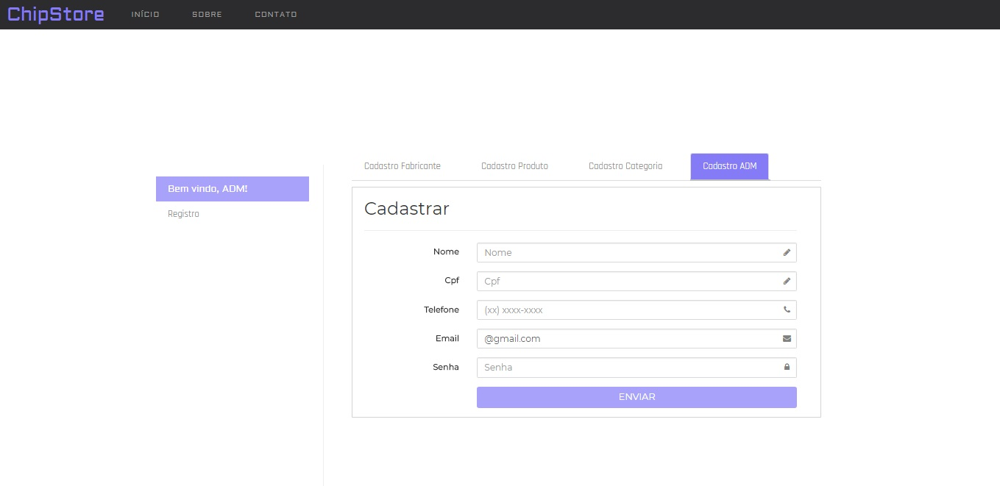 ChipStore INÍCIO SOBRE CONTATO
Cadastro Fabricante Cadastro Produto Cadastro Categoria Cadastro ADM
Bem vindo, ADM!
Registro
Cadastrar
Nome Nome
Cpf Cpf
Telefone (xx) xxxx-xxxx
Email @gmail.com
Senha Senha
ENVIAR